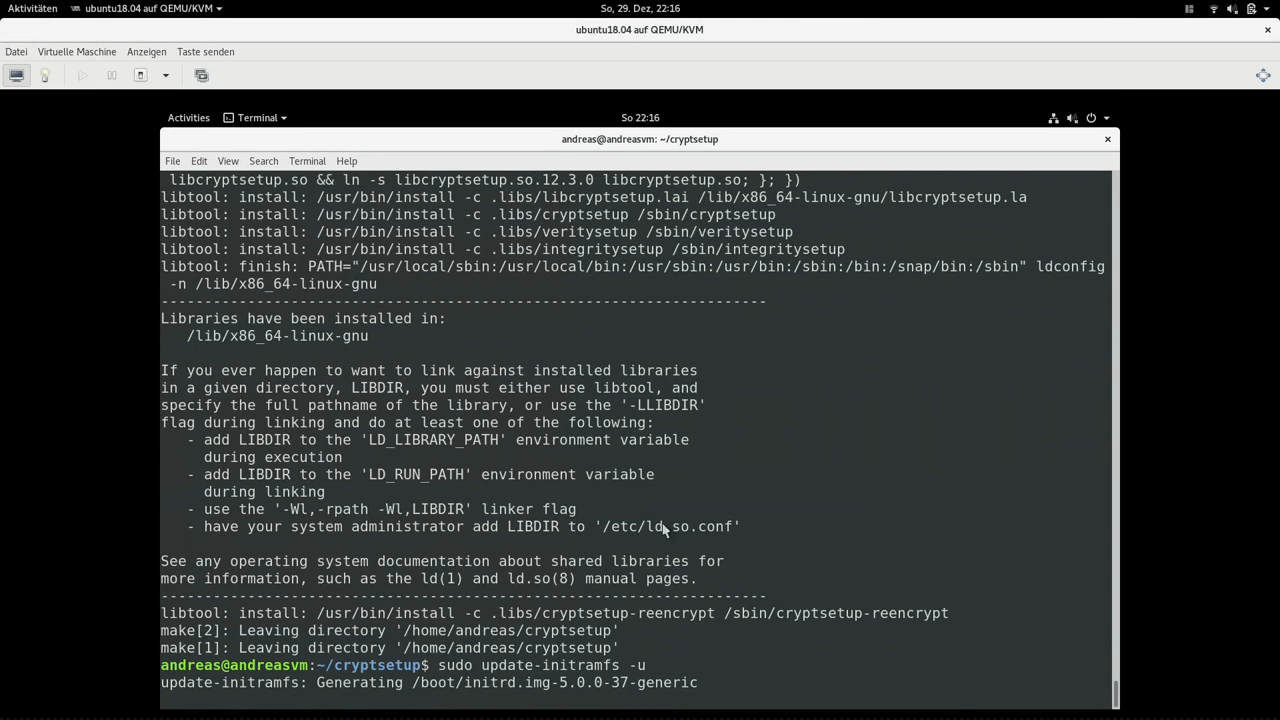 Aktivitäten
ubuntu18.04 auf QEMU/KVM
So, 29. Dez, 22:16
ubuntu18.04 auf QEMU/KVM
Datei Virtuelle Maschine Anzeigen Taste senden
Activities Terminal So 22:16
andreas@andreasvm: ~/cryptsetup
File Edit View Search Terminal Help
libcryptsetup.so && ln -s libcryptsetup.so.12.3.0 libcryptsetup.so; }; })
libtool: install: /usr/bin/install -c .libs/libcryptsetup.lai /lib/x86_64-linux-gnu/libcryptsetup.la
libtool: install: /usr/bin/install -c .libs/cryptsetup /sbin/cryptsetup
libtool: install: /usr/bin/install -c .libs/veritysetup /sbin/veritysetup
libtool: install: /usr/bin/install -c .libs/integritysetup /sbin/integritysetup
libtool: finish: PATH="/usr/local/sbin:/usr/local/bin:/usr/sbin:/usr/bin:/sbin:/bin:/snap/bin:/sbin" ldconfig
-n /lib/x86_64-linux-gnu
----------------------------------------------------------------------
Libraries have been installed in:
/lib/x86_64-linux-gnu
If you ever happen to want to link against installed libraries
in a given directory, LIBDIR, you must either use libtool, and
specify the full pathname of the library, or use the '-LLIBDIR'
flag during linking and do at least one of the following:
- add LIBDIR to the 'LD_LIBRARY_PATH' environment variable
during execution
- add LIBDIR to the 'LD_RUN_PATH' environment variable
during linking
- use the '-Wl,-rpath -Wl,LIBDIR' linker flag
- have your system administrator add LIBDIR to '/etc/ld.so.conf'
See any operating system documentation about shared libraries for
more information, such as the ld(1) and ld.so(8) manual pages.
----------------------------------------------------------------------
libtool: install: /usr/bin/install -c .libs/cryptsetup-reencrypt /sbin/cryptsetup-reencrypt
make[2]: Leaving directory '/home/andreas/cryptsetup'
make[1]: Leaving directory '/home/andreas/cryptsetup'
andreas@andreasvm:~/cryptsetup$ sudo update-initramfs -u
update-initramfs: Generating /boot/initrd.img-5.0.0-37-generic